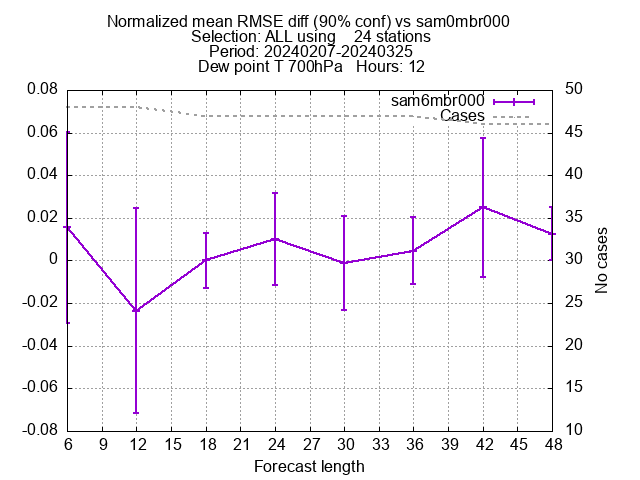 Normalized mean RMSE diff (90% conf) vs sam0mbr000
Selection: ALL using    24 stations
Period: 20240207-20240325
Dew point T 700hPa   Hours: 12
sam6mbr000
Cases
0.08
0.06
0.04
0.02
0
-0.02
-0.04
-0.06
-0.08
50
45
40
35
30
25
20
15
10
No cases
6 9 12 15 18 21 24 27 30 33 36 39 42 45 48
Forecast length